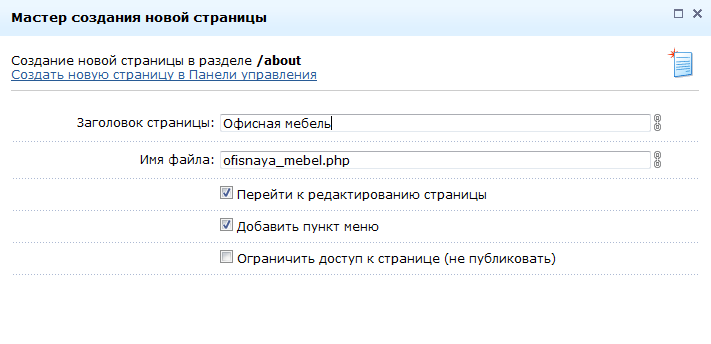 Мастер создания новой страницы
Создание новой страницы в разделе /about
Создать новую страницу в Панели управления
Заголовок страницы: Офисная мебель
Имя файла: ofisnaya_mebel.php
Перейти к редактированию страницы
Добавить пункт меню
Ограничить доступ к странице (не публиковать)